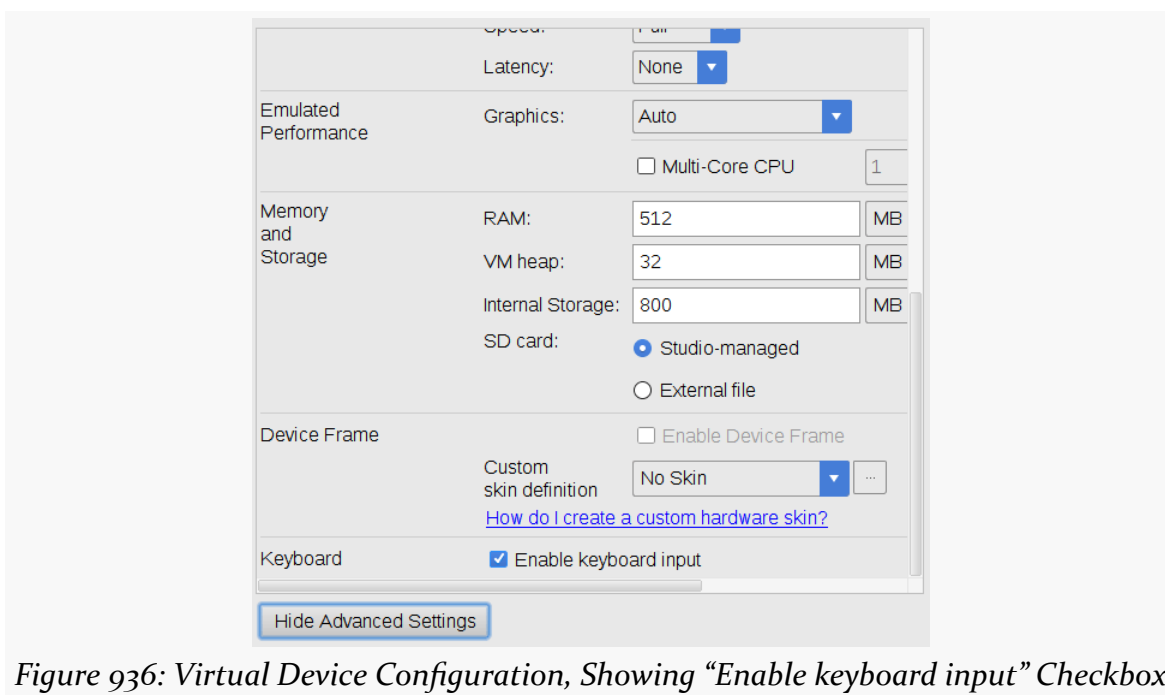 Speed: Full
Latency: None
Emulated Performance
Graphics: Auto
Multi-Core CPU 1
Memory and Storage
RAM: 512 MB
VM heap: 32 MB
Internal Storage: 800 MB
SD card: Studio-managed
External file
Device Frame
Enable Device Frame
Custom skin definition
No Skin ...
How do I create a custom hardware skin?
Keyboard
Enable keyboard input
Hide Advanced Settings
Figure 936: Virtual Device Configuration, Showing “Enable keyboard input” Checkbox